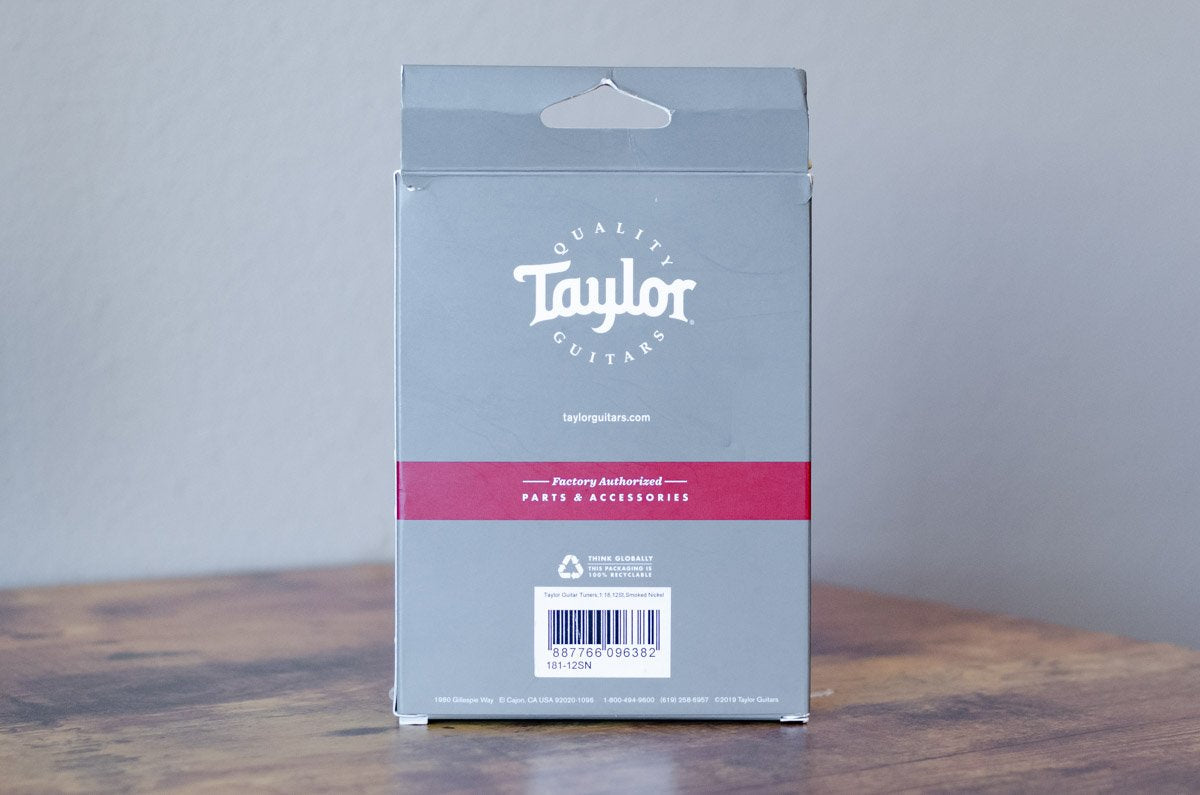 QUALITY
Taylor
GUITARS
taylorguitars.com
Factory Authorized
PARTS & ACCESSORIES
THINK GLOBALLY
THIS PACKAGING IS
100% RECYCLABLE
Taylor Guitar Tuners,1:18,12St,Smoked Nickel
887766 096382
181-12SN
1980 Gillespie Way El Cajon, CA USA 92020-1096 1-800-494-9600 (619) 258-6957 ©2019 Taylor Guitars